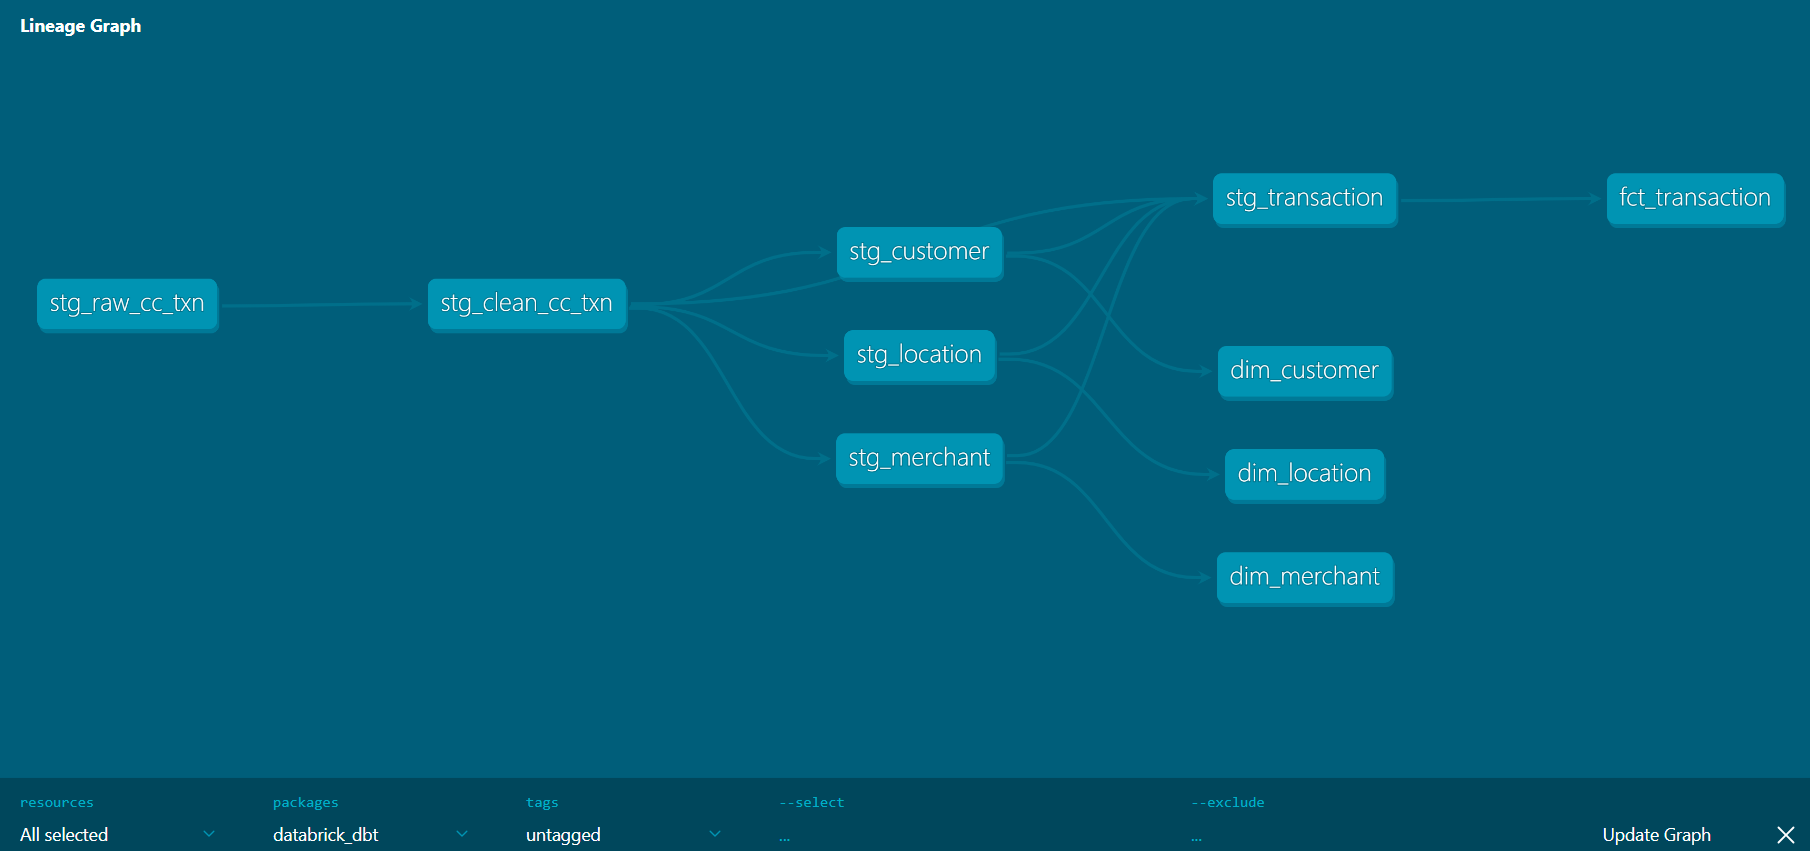 Lineage Graph
stg_raw_cc_txn
stg_clean_cc_txn
stg_customer
stg_location
stg_merchant
stg_transaction
dim_customer
dim_location
dim_merchant
fct_transaction
resources
All selected
packages
databrick_dbt
tags
untagged
--select
...
--exclude
...
Update Graph